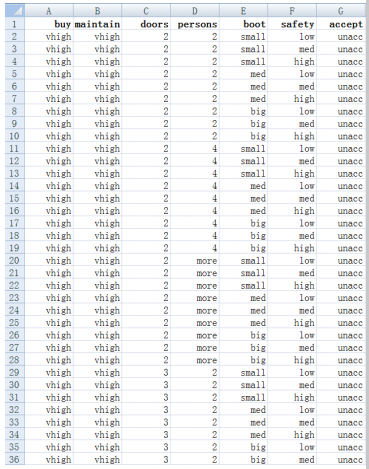 A B C D E F G
1 buy maintain doors persons boot safety accept
2 vhigh vhigh 2 2 small low unacc
3 vhigh vhigh 2 2 small med unacc
4 vhigh vhigh 2 2 small high unacc
5 vhigh vhigh 2 2 med low unacc
6 vhigh vhigh 2 2 med med unacc
7 vhigh vhigh 2 2 med high unacc
8 vhigh vhigh 2 2 big low unacc
9 vhigh vhigh 2 2 big med unacc
10 vhigh vhigh 2 2 big high unacc
11 vhigh vhigh 2 4 small low unacc
12 vhigh vhigh 2 4 small med unacc
13 vhigh vhigh 2 4 small high unacc
14 vhigh vhigh 2 4 med low unacc
15 vhigh vhigh 2 4 med med unacc
16 vhigh vhigh 2 4 med high unacc
17 vhigh vhigh 2 4 big low unacc
18 vhigh vhigh 2 4 big med unacc
19 vhigh vhigh 2 4 big high unacc
20 vhigh vhigh 2 more small low unacc
21 vhigh vhigh 2 more small med unacc
22 vhigh vhigh 2 more small high unacc
23 vhigh vhigh 2 more med low unacc
24 vhigh vhigh 2 more med med unacc
25 vhigh vhigh 2 more med high unacc
26 vhigh vhigh 2 more big low unacc
27 vhigh vhigh 2 more big med unacc
28 vhigh vhigh 2 more big high unacc
29 vhigh vhigh 3 2 small low unacc
30 vhigh vhigh 3 2 small med unacc
31 vhigh vhigh 3 2 small high unacc
32 vhigh vhigh 3 2 med low unacc
33 vhigh vhigh 3 2 med med unacc
34 vhigh vhigh 3 2 med high unacc
35 vhigh vhigh 3 2 big low unacc
36 vhigh vhigh 3 2 big med unacc